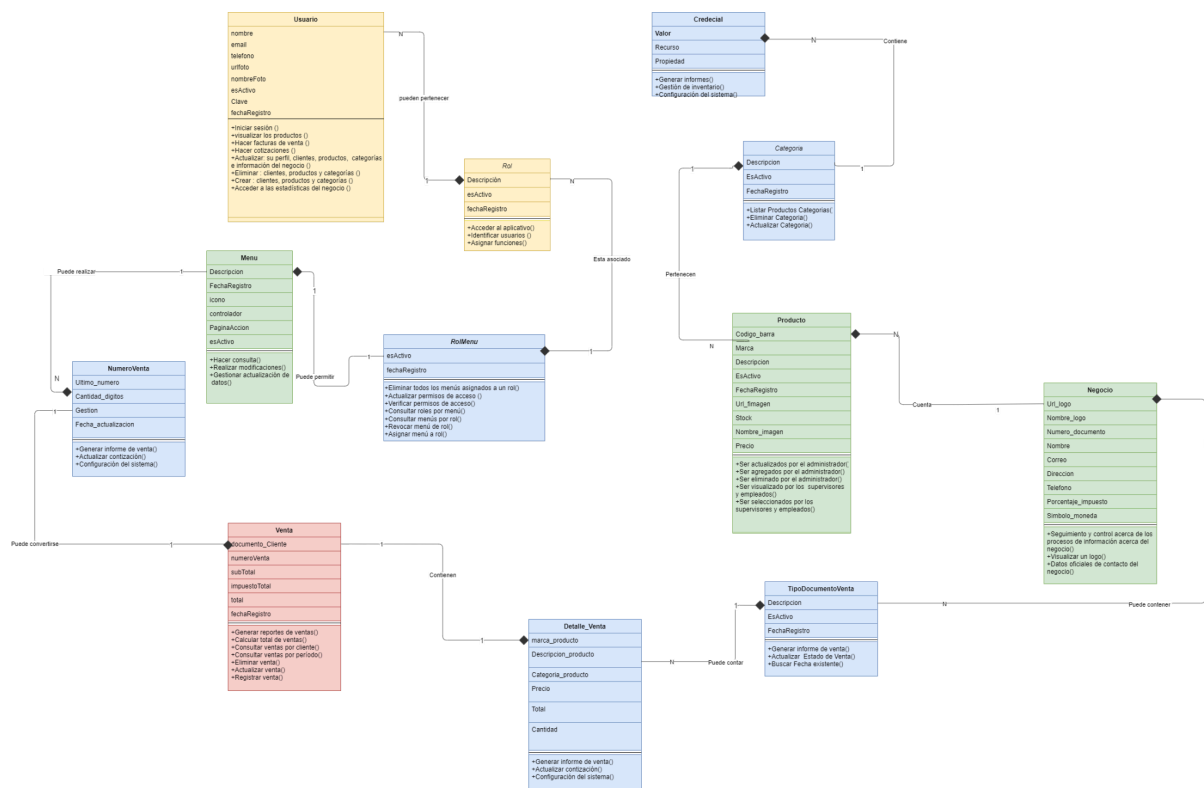 Usuario
nombre
email
telefono
urlfoto
nombreFoto
esActivo
Clave
fechaRegistro
+Iniciar sesión ()
+visualizar los productos ()
+Hacer facturas de venta ()
+Hacer cotizaciones ()
+Actualizar: su perfil, clientes, productos, categorías
e información del negocio ()
+Eliminar : clientes, productos y categorías ()
+Crear : clientes, productos y categorías ()
+Acceder a las estadísticas del negocio ()
N
pueden pertenecer
1
Credecial
Valor
Recurso
Propiedad
+Generar informes()
+Gestión de inventario()
+Configuración del sistema()
N
Contiene
1
Categoria
Descripcion
EsActivo
FechaRegistro
+Listar Productos Categorias(
+Eliminar Categoria()
+Actualizar Categoria()
1
Pertenecen
N
Rol
Descripción
esActivo
fechaRegistro
+Acceder al aplicativo()
+Identificar usuarios ()
+Asignar funciones()
N
Esta asociado
1
Menu
Descripcion
FechaRegistro
icono
controlador
PaginaAccion
esActivo
+Hacer consulta()
+Realizar modificaciones()
+Gestionar actualización de
datos()
Puede realizar
1
N
1
Puede permitir
1
RolMenu
esActivo
fechaRegistro
+Eliminar todos los menús asignados a un rol()
+Actualizar permisos de acceso ()
+Verificar permisos de acceso()
+Consultar roles por menú()
+Consultar menús por rol()
+Revocar menú de rol()
+Asignar menú a rol()
NumeroVenta
Ultimo_numero
Cantidad_digitos
Gestion
Fecha_actualizacion
+Generar informe de venta()
+Actualizar contización()
+Configuración del sistema()
1
Puede convertirse
1
Producto
Codigo_barra
Marca
Descripcion
EsActivo
FechaRegistro
Url_fimagen
Stock
Nombre_imagen
Precio
+Ser actualizados por el administrador(
+Ser agregados por el administrador()
+Ser eliminado por el administrador()
+Ser visualizado por los supervisores
y empleados()
+Ser seleccionados por los
supervisores y empleados()
N
Cuenta
1
Negocio
Url_logo
Nombre_logo
Numero_documento
Nombre
Correo
Direccion
Telefono
Porcentaje_impuesto
Simbolo_moneda
+Seguimiento y control acerca de los
procesos de información acerca del
negocio()
+Visualizar un logo()
+Datos oficiales de contacto del
negocio()
Puede contener
N
Venta
documento_Cliente
numeroVenta
subTotal
impuestoTotal
total
fechaRegistro
+Generar reportes de ventas()
+Calcular total de ventas()
+Consultar ventas por cliente()
+Consultar ventas por período()
+Eliminar venta()
+Actualizar venta()
+Registrar venta()
1
Contienen
1
Detalle_Venta
marca_producto
Descripcion_producto
Categoria_producto
Precio
Total
Cantidad
+Generar informe de venta()
+Actualizar contización()
+Configuración del sistema()
N
Puede contar
1
TipoDocumentoVenta
Descripcion
EsActivo
FechaRegistro
+Generar informe de venta()
+Actualizar Estado de Venta()
+Buscar Fecha existente()